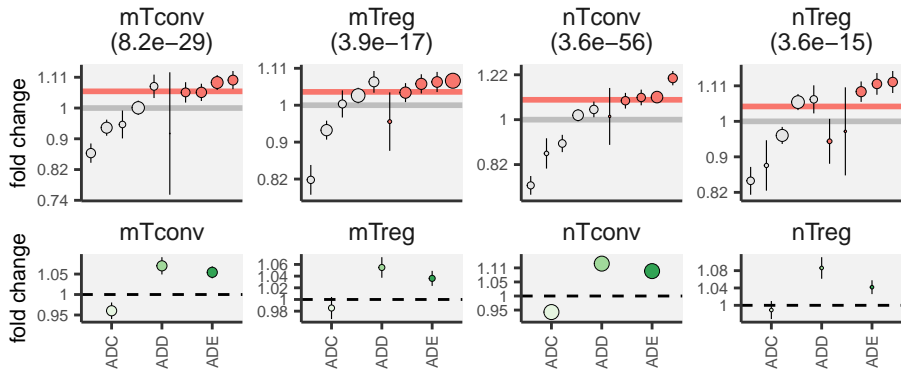 mTconv
(8.2e−29)
mTreg
(3.9e−17)
nTconv
(3.6e−56)
nTreg
(3.6e−15)
fold change
1.11
1
0.9
0.82
0.74
1.11
1
0.9
0.82
1.22
1
0.82
1.11
1
0.9
0.82
mTconv
mTreg
nTconv
nTreg
fold change
1.05
1
0.95
1.06
1.04
1.02
1
0.98
1.11
1.05
1
0.95
1.08
1.04
1
ADC
ADD
ADE
ADC
ADD
ADE
ADC
ADD
ADE
ADC
ADD
ADE